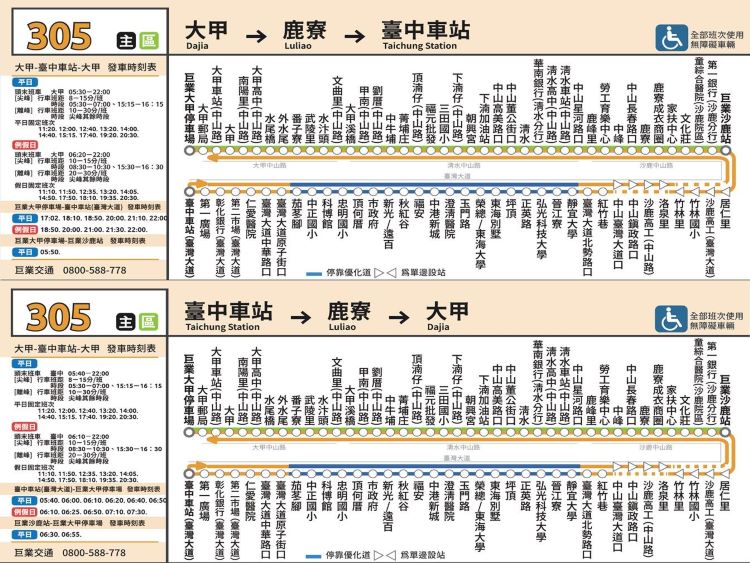 305 主 區
大甲-臺中車站-大甲 發車時刻表
平日
頭末班車 大甲 05:30－22:00
[尖峰] 行車班距 8－15分/班
時段 05:30－07:00、15:15－16：15
[離峰] 行車班距 10－30分/班
時段 尖峰其餘時段
平日固定班次
11:20. 12:00. 12:40. 13:20. 14:00.
14:40. 15:15. 17:40. 19:20. 20:30.
例假日
頭末班車 大甲 06:20－22:00
[尖峰] 行車班距 10－15分/班
時段 08:30－10:30、15:30－16：30
[離峰] 行車班距 20－30分/班
時段 尖峰其餘時段
假日固定班次
11:10. 11:50. 12:35. 13:20. 14:05.
14:50. 17:50. 18:10. 19:35. 20:30.
巨業大甲停車場-臺中車站(臺灣大道) 發車時刻表
平日 17:02. 18:10. 18:50. 20:00. 21:10. 22:00
例假日 18:50. 20:00. 21:00. 21:30. 22:00.
巨業大甲停車場-巨業沙鹿站 發車時刻表
平日 05:50.
巨業交通 0800-588-778
大甲 → 鹿寮 → 臺中車站
Dajia Luliao Taichung Station
全部班次使用
無障礙車輛
巨業大甲停車場
大甲郵局
大甲車站(中山路)
大甲
南陽里(中山路)
大甲高中(中山路)
水尾橋
外水尾
番子寮
武陵里
水汴頭
文曲里(中山路)
大甲溪橋
甲南(中山路)
劉厝(中山路)
中牛埔
菁埔庄
頂湳仔(中山路)
福元批發
三田國小
下湳仔(中山路)
朝興宮
下湳加油站
中山高美路口
中山董公街口
清水
華南銀行(清水分行)
清水高中(中山路)
清水車站(中山路)
中山星河路口
鹿峰里
勞工育樂中心
中峰
中山長春路口
鹿寮
鹿寮成衣商圈
家扶中心
文化莊
童綜合醫院(沙鹿院區)
第一銀行(沙鹿分行)
巨業沙鹿站
大甲中山路
清水中山路
沙鹿中山路
臺灣大道
臺中車站(臺灣大道)
第一廣場
彰化銀行(臺灣大道)
第二市場(臺灣大道)
仁愛醫院
臺灣大道中華路口
臺灣大道原子街口
茄苳腳
中正國小
科博館
忠明國小
頂何厝
市政府
新光/遠百
秋紅谷
福安
中港新城
澄清醫院
玉門路
榮總/東海大學
東海別墅
坪頂
正英路
弘光科技大學
晉江寮
靜宜大學
臺灣大道北勢路口
紅竹巷
中山臺灣大道口
中山鎮政路口
沙鹿高工(中山路)
洛泉里
竹林里
竹林國小
沙鹿高工(臺灣大道)
居仁里
停靠優化道 ▷◁ 為單邊設站
305 主 區
大甲-臺中車站-大甲 發車時刻表
平日
頭末班車 臺中 05:40－22:00
[尖峰] 行車班距 8－15分/班
時段 05:30－07:00、15:15－16：15
[離峰] 行車班距 10－30分/班
時段 尖峰其餘時段
平日固定班次
11:20. 12:00. 12:40. 13:20. 14:00.
14:40. 15:15. 17:40. 19:20. 20:30.
例假日
頭末班車 臺中 06:10－22:00
[尖峰] 行車班距 10－15分/班
時段 08:30－10:30、15:30－16：30
[離峰] 行車班距 20－30分/班
時段 尖峰其餘時段
假日固定班次
11:10. 11:50. 12:35. 13:20. 14:05.
14:50. 17:50. 18:10. 19:35. 20:30.
臺中車站(臺灣大道)-巨業大甲停車場 發車時刻表
平日 05:40. 06:00. 06:10. 06:20. 06:40. 06:50
例假日 06:10. 06:25. 06:50. 07:10. 07:30.
巨業沙鹿站-巨業大甲停車場 發車時刻表
平日 06:30. 06:55.
巨業交通 0800-588-778
臺中車站 → 鹿寮 → 大甲
Taichung Station Luliao Dajia
全部班次使用
無障礙車輛
巨業大甲停車場
大甲郵局
大甲車站(中山路)
大甲
南陽里(中山路)
大甲高中(中山路)
水尾橋
外水尾
番子寮
武陵里
水汴頭
文曲里(中山路)
大甲溪橋
甲南(中山路)
劉厝(中山路)
中牛埔
菁埔庄
頂湳仔(中山路)
福元批發
三田國小
下湳仔(中山路)
朝興宮
下湳加油站
中山高美路口
中山董公街口
清水
華南銀行(清水分行)
清水高中(中山路)
清水車站(中山路)
中山星河路口
鹿峰里
勞工育樂中心
中峰
中山長春路口
鹿寮
鹿寮成衣商圈
家扶中心
文化莊
童綜合醫院(沙鹿院區)
第一銀行(沙鹿分行)
巨業沙鹿站
大甲中山路
清水中山路
沙鹿中山路
臺灣大道
臺中車站(臺灣大道)
第一廣場
彰化銀行(臺灣大道)
第二市場(臺灣大道)
仁愛醫院
臺灣大道中華路口
臺灣大道原子街口
茄苳腳
中正國小
科博館
忠明國小
頂何厝
市政府
新光/遠百
秋紅谷
福安
中港新城
澄清醫院
玉門路
榮總/東海大學
東海別墅
坪頂
正英路
弘光科技大學
晉江寮
靜宜大學
臺灣大道北勢路口
紅竹巷
中山臺灣大道口
中山鎮政路口
沙鹿高工(中山路)
洛泉里
竹林里
竹林國小
沙鹿高工(臺灣大道)
居仁里
停靠優化道 ▷◁ 為單邊設站